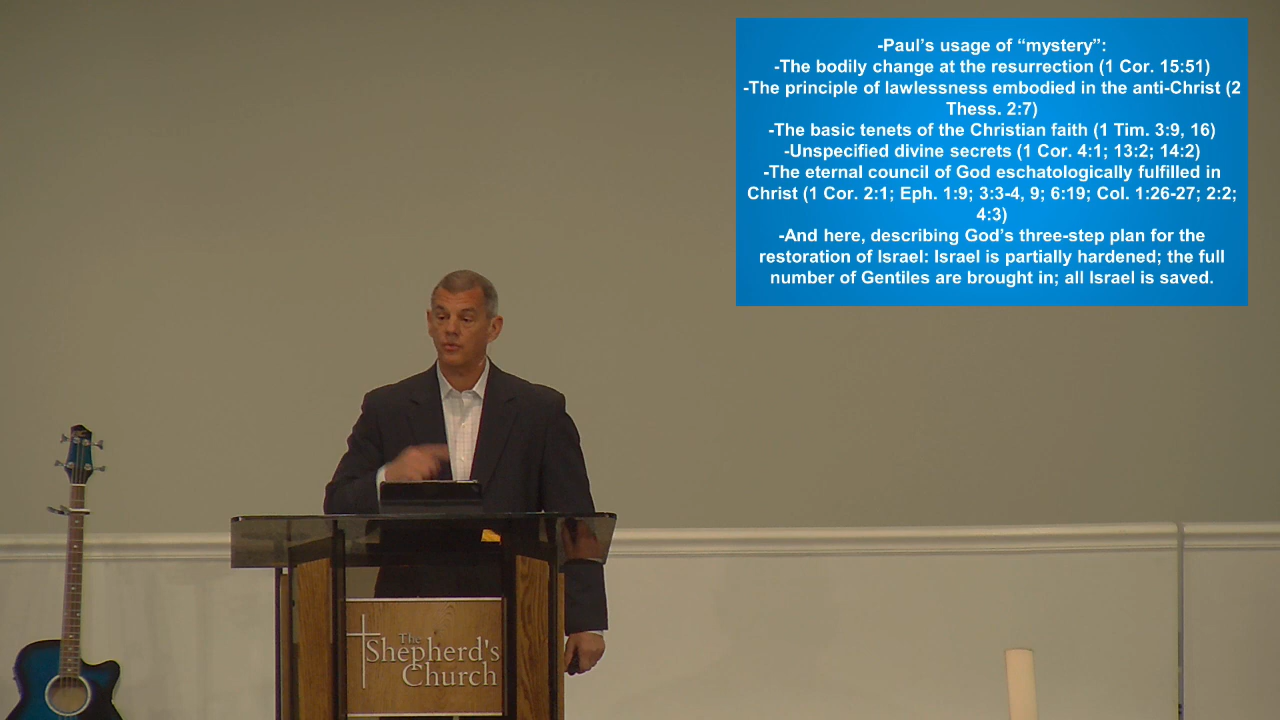 -Paul's usage of “mystery”:
-The bodily change at the resurrection (1 Cor. 15:51)
-The principle of lawlessness embodied in the anti-Christ (2
Thess. 2:7)
-The basic tenets of the Christian faith (1 Tim. 3:9, 16)
-Unspecified divine secrets (1 Cor. 4:1; 13:2; 14:2)
-The eternal council of God eschatologically fulfilled in
Christ (1 Cor. 2:1; Eph. 1:9; 3:3-4, 9; 6:19; Col. 1:26-27; 2:2;
4:3)
-And here, describing God's three-step plan for the
restoration of Israel: Israel is partially hardened; the full
number of Gentiles are brought in; all Israel is saved.
The
Shepherd's
Church